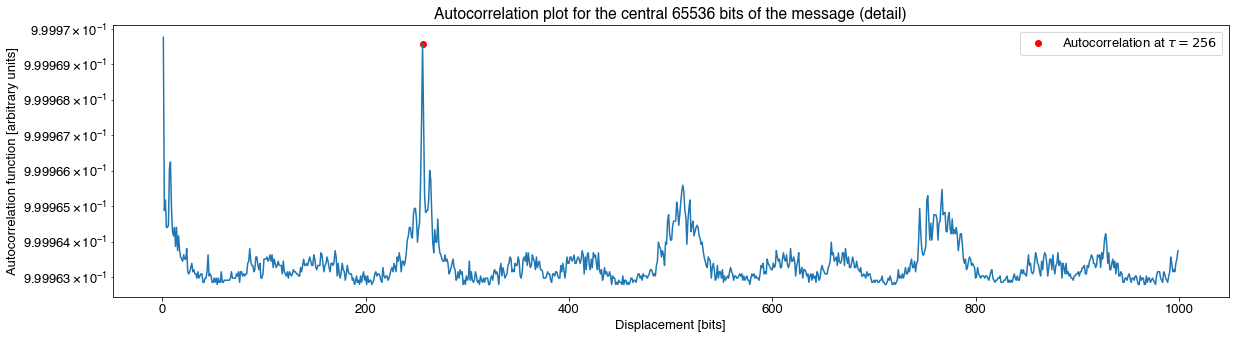 Autocorrelation plot for the central 65536 bits of the message (detail)
Autocorrelation function [arbitrary units]
9.9997 × 10⁻¹
9.99969 × 10⁻¹
9.99968 × 10⁻¹
9.99967 × 10⁻¹
9.99966 × 10⁻¹
9.99965 × 10⁻¹
9.99964 × 10⁻¹
9.99963 × 10⁻¹
Autocorrelation at τ = 256
0 200 400 600 800 1000
Displacement [bits]